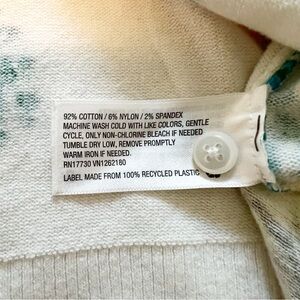 92% COTTON / 6% NYLON / 2% SPANDEX
MACHINE WASH COLD WITH LIKE COLORS, GENTLE
CYCLE, ONLY NON-CHLORINE BLEACH IF NEEDED
TUMBLE DRY LOW, REMOVE PROMPTLY
WARM IRON IF NEEDED.
RN17730 VN1262180
LABEL MADE FROM 100% RECYCLED PLASTIC